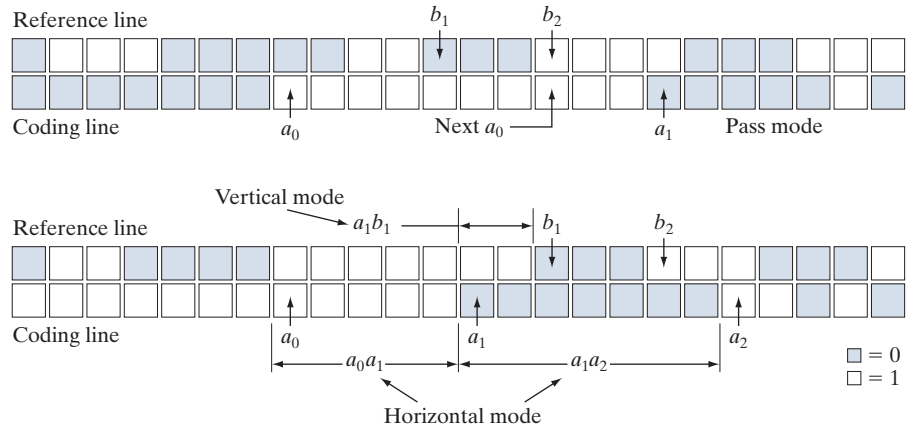 Reference line
b₁ b₂
Coding line
a₀ Next a₀ a₁ Pass mode
Vertical mode
Reference line
a₁b₁ b₁ b₂
Coding line
a₀ a₁ a₂
a₀a₁ a₁a₂
= 0
= 1
Horizontal mode